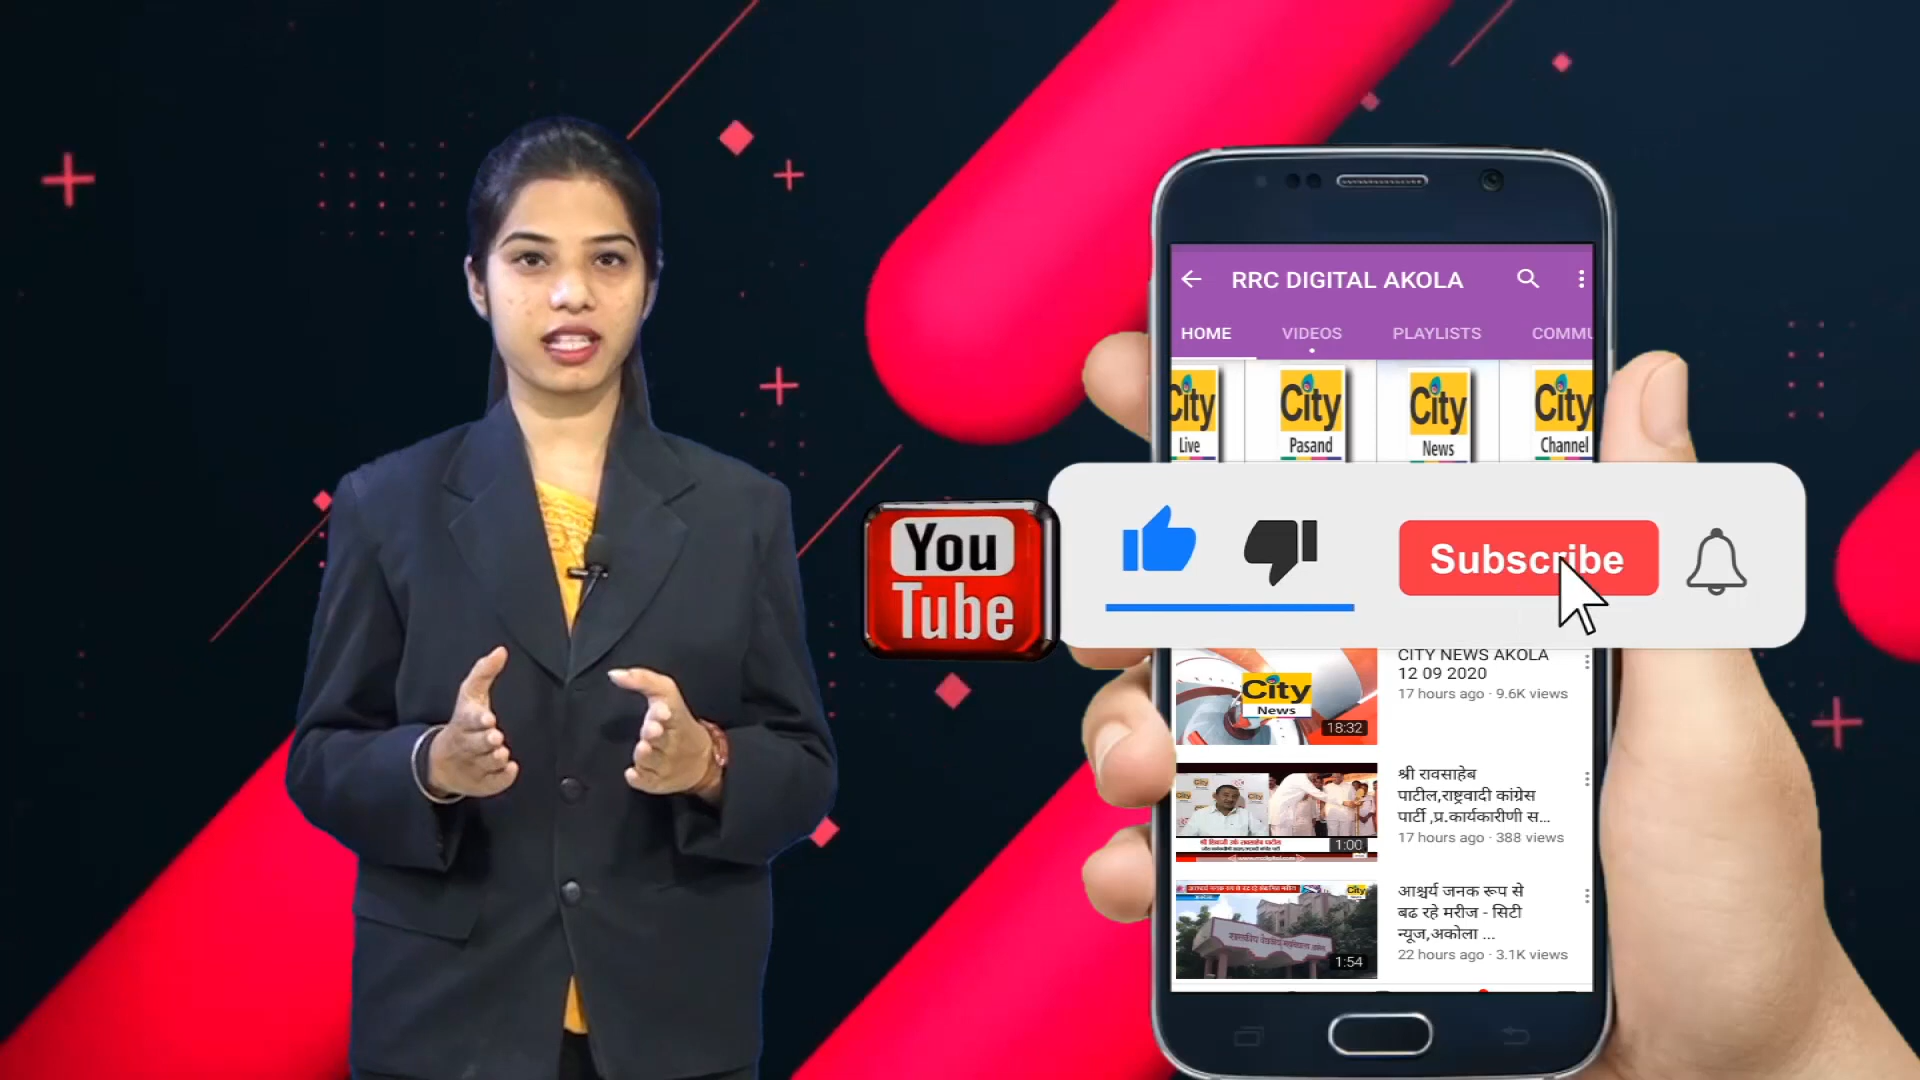 RRC DIGITAL AKOLA
HOME VIDEOS PLAYLISTS COMMU
City
Live
City
Pasand
City
News
City
Channel
You
Tube
Subscribe
CITY NEWS AKOLA
12 09 2020
17 hours ago · 9.6K views
City
News
18:32
श्री रावसाहेब
पाटील,राष्ट्रवादी कांग्रेस
पार्टी ,प्र.कार्यकारीणी स...
17 hours ago · 388 views
1:00
आश्चर्य जनक रूप से
बढ रहे मरीज - सिटी
न्यूज,अकोला ...
22 hours ago · 3.1K views
City
1:54